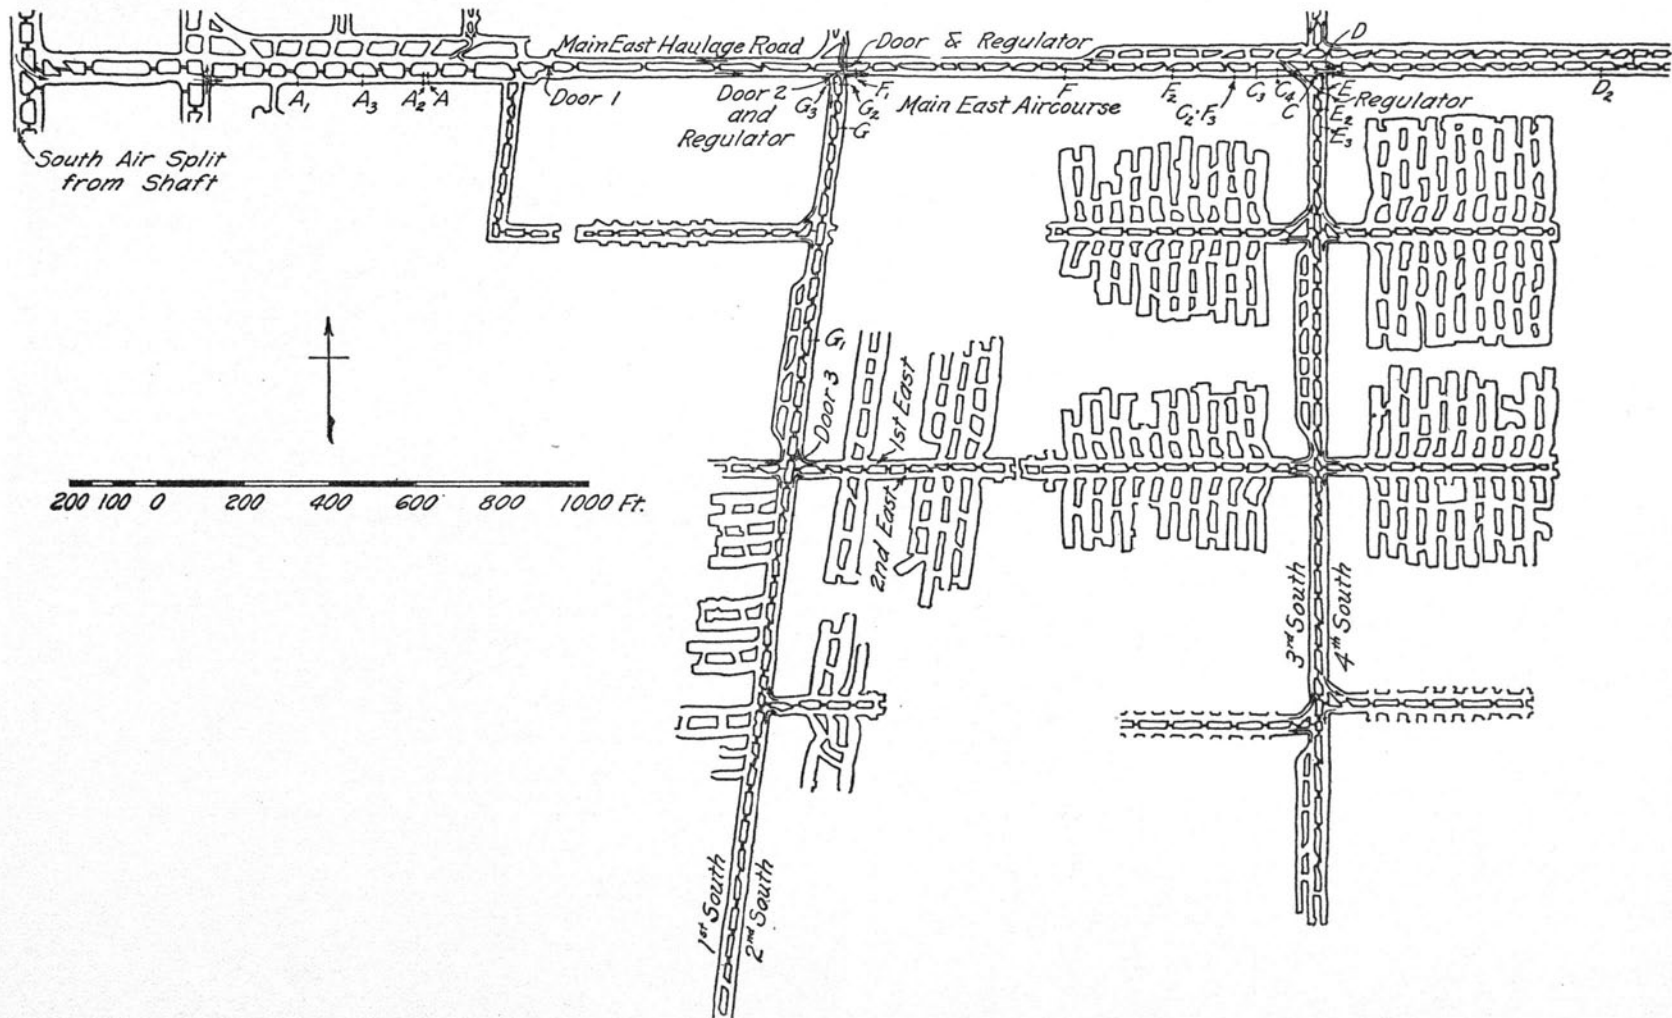 Main East Haulage Road
Door & Regulator
D
A₁
A₃
A₂
A
Door 1
Door 2
and
Regulator
G₃
F₁
G₂
G
Main East Aircourse
F
F₂
C₂·F₃
C₃
C₄
C
E
Regulator
E₂
E₃
D₂
South Air Split
from Shaft
G₁
Door 3
1st East
2nd East
200 100 0 200 400 600 800 1000 Ft.
3rd South
4th South
1st South
2nd South